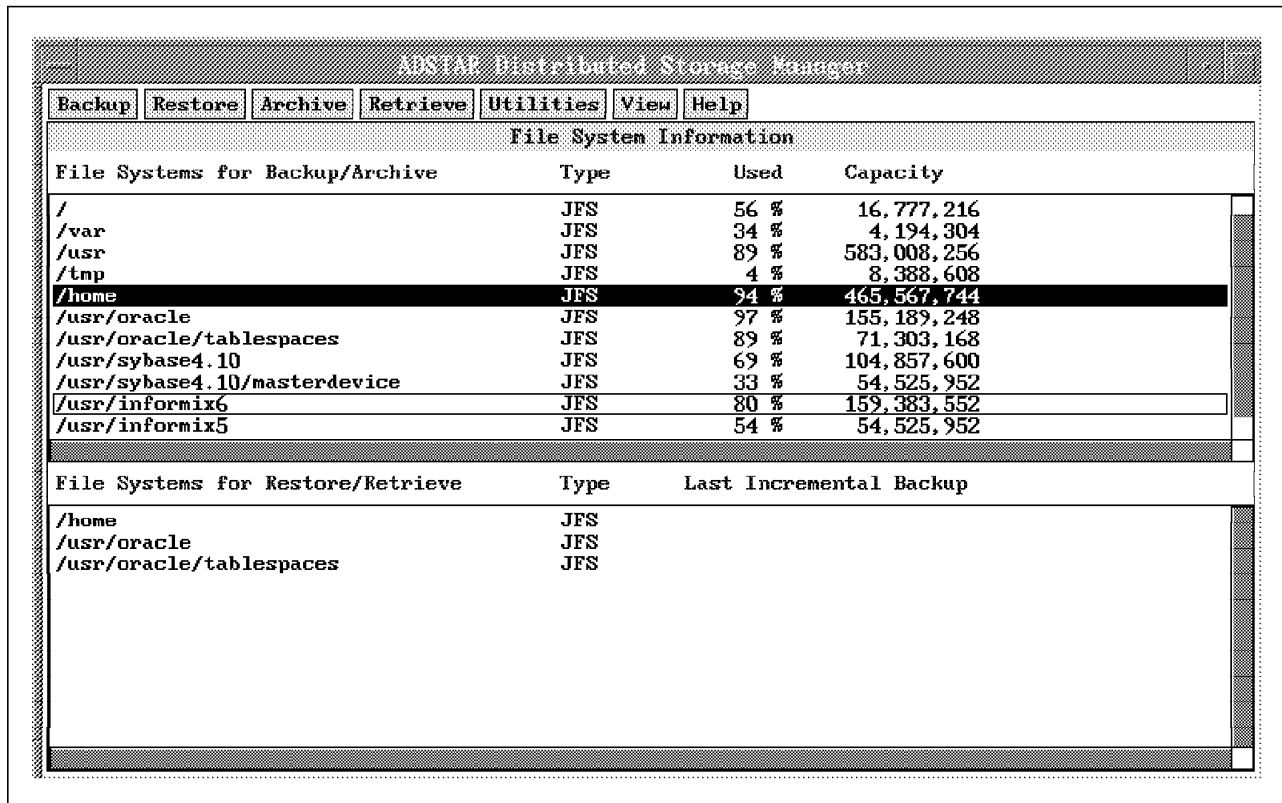 ADSTAR Distributed Storage Manager
Backup Restore Archive Retrieve Utilities View Help
File System Information
File Systems for Backup/Archive Type Used Capacity
/ JFS 56 % 16,777,216
/var JFS 34 % 4,194,304
/usr JFS 89 % 583,008,256
/tmp JFS 4 % 8,388,608
/home JFS 94 % 465,567,744
/usr/oracle JFS 97 % 155,189,248
/usr/oracle/tablespaces JFS 89 % 71,303,168
/usr/sybase4.10 JFS 69 % 104,857,600
/usr/sybase4.10/masterdevice JFS 33 % 54,525,952
/usr/informix6 JFS 80 % 159,383,552
/usr/informix5 JFS 54 % 54,525,952
File Systems for Restore/Retrieve Type Last Incremental Backup
/home JFS
/usr/oracle JFS
/usr/oracle/tablespaces JFS